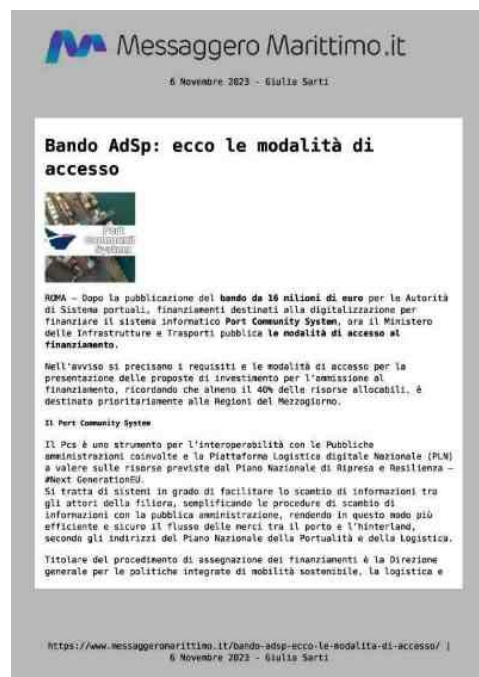 Messaggero Marittimo.it
6 Novembre 2023 - Giulia Sarti
Bando AdSp: ecco le modalità di
accesso
Port
Community
System
ROMA – Dopo la pubblicazione del bando da 16 milioni di euro per le Autorità
di Sistema portuali, finanziamenti destinati alla digitalizzazione per
finanziare il sistema informatico Port Community System, ora il Ministero
delle Infrastrutture e Trasporti pubblica le modalità di accesso al
finanziamento.
Nell'avviso si precisano i requisiti e le modalità di accesso per la
presentazione delle proposte di investimento per l'ammissione al
finanziamento, ricordando che almeno il 40% delle risorse allocabili, è
destinato prioritariamente alle Regioni del Mezzogiorno.
Il Port Community System
Il Pcs è uno strumento per l'interoperabilità con le Pubbliche
amministrazioni coinvolte e la Piattaforma Logistica digitale Nazionale (PLN)
a valere sulle risorse previste dal Piano Nazionale di Ripresa e Resilienza –
#Next GenerationEU.
Si tratta di sistemi in grado di facilitare lo scambio di informazioni tra
gli attori della filiera, semplificando le procedure di scambio di
informazioni con la pubblica amministrazione, rendendo in questo modo più
efficiente e sicuro il flusso delle merci tra il porto e l'hinterland,
secondo gli indirizzi del Piano Nazionale della Portualità e della Logistica.
Titolare del procedimento di assegnazione dei finanziamenti è la Direzione
generale per le politiche integrate di mobilità sostenibile, la logistica e
https://www.messaggeromarittimo.it/bando-adsp-ecco-le-modalita-di-accesso/ |
6 Novembre 2023 - Giulia Sarti